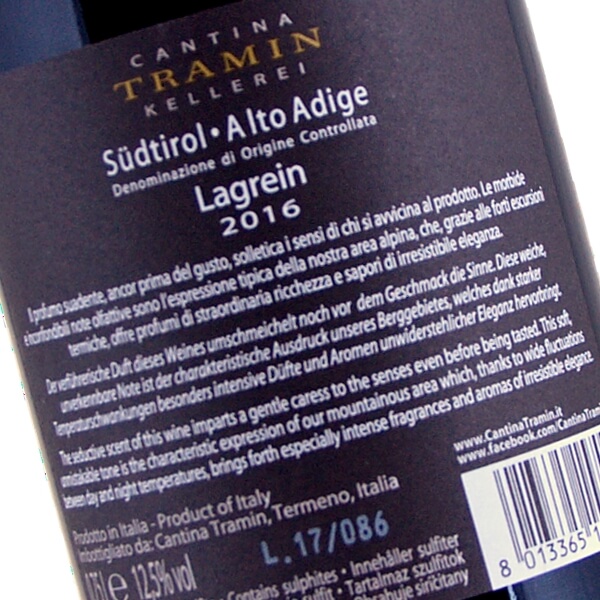 CANTINA
TRAMIN
KELLEREI
Südtirol • Alto Adige
Denominazione di Origine Controllata
Lagrein
2016
Il profumo suadente, ancor prima del gusto, solletica i sensi di chi si avvicina al prodotto. Le morbide
e inconfondibili note olfattive sono l'espressione tipica della nostra area alpina, che, grazie alle forti escursioni
termiche, offre profumi di straordinaria ricchezza e sapori di irresistibile eleganza.
Der verführerische Duft dieses Weines umschmeichelt noch vor dem Geschmack die Sinne. Diese weiche,
unverkennbare Note ist der charakteristische Ausdruck unseres Berggebietes, welches dank starker
Temperaturschwankungen besonders intensive Düfte und Aromen unwiderstehlicher Eleganz hervorbringt.
The seductive scent of this wine imparts a gentle caress to the senses even before being tasted. This soft,
unmistakable tone is the characteristic expression of our mountainous area which, thanks to wide fluctuations
between day and night temperatures, brings forth especially intense fragrances and aromas of irresistible elegance.
www.CantinaTramin.it
www.facebook.com/CantinaTram
Prodotto in Italia - Product of Italy
Imbottigliato da: Cantina Tramin, Termeno, Italia
L.17/086
75l e 12,5% vol
Contains sulphites • Innehåller sulfiter
sulfit • Tartalmaz szulfitok
Obsahuje siřičitany
8 013365 1